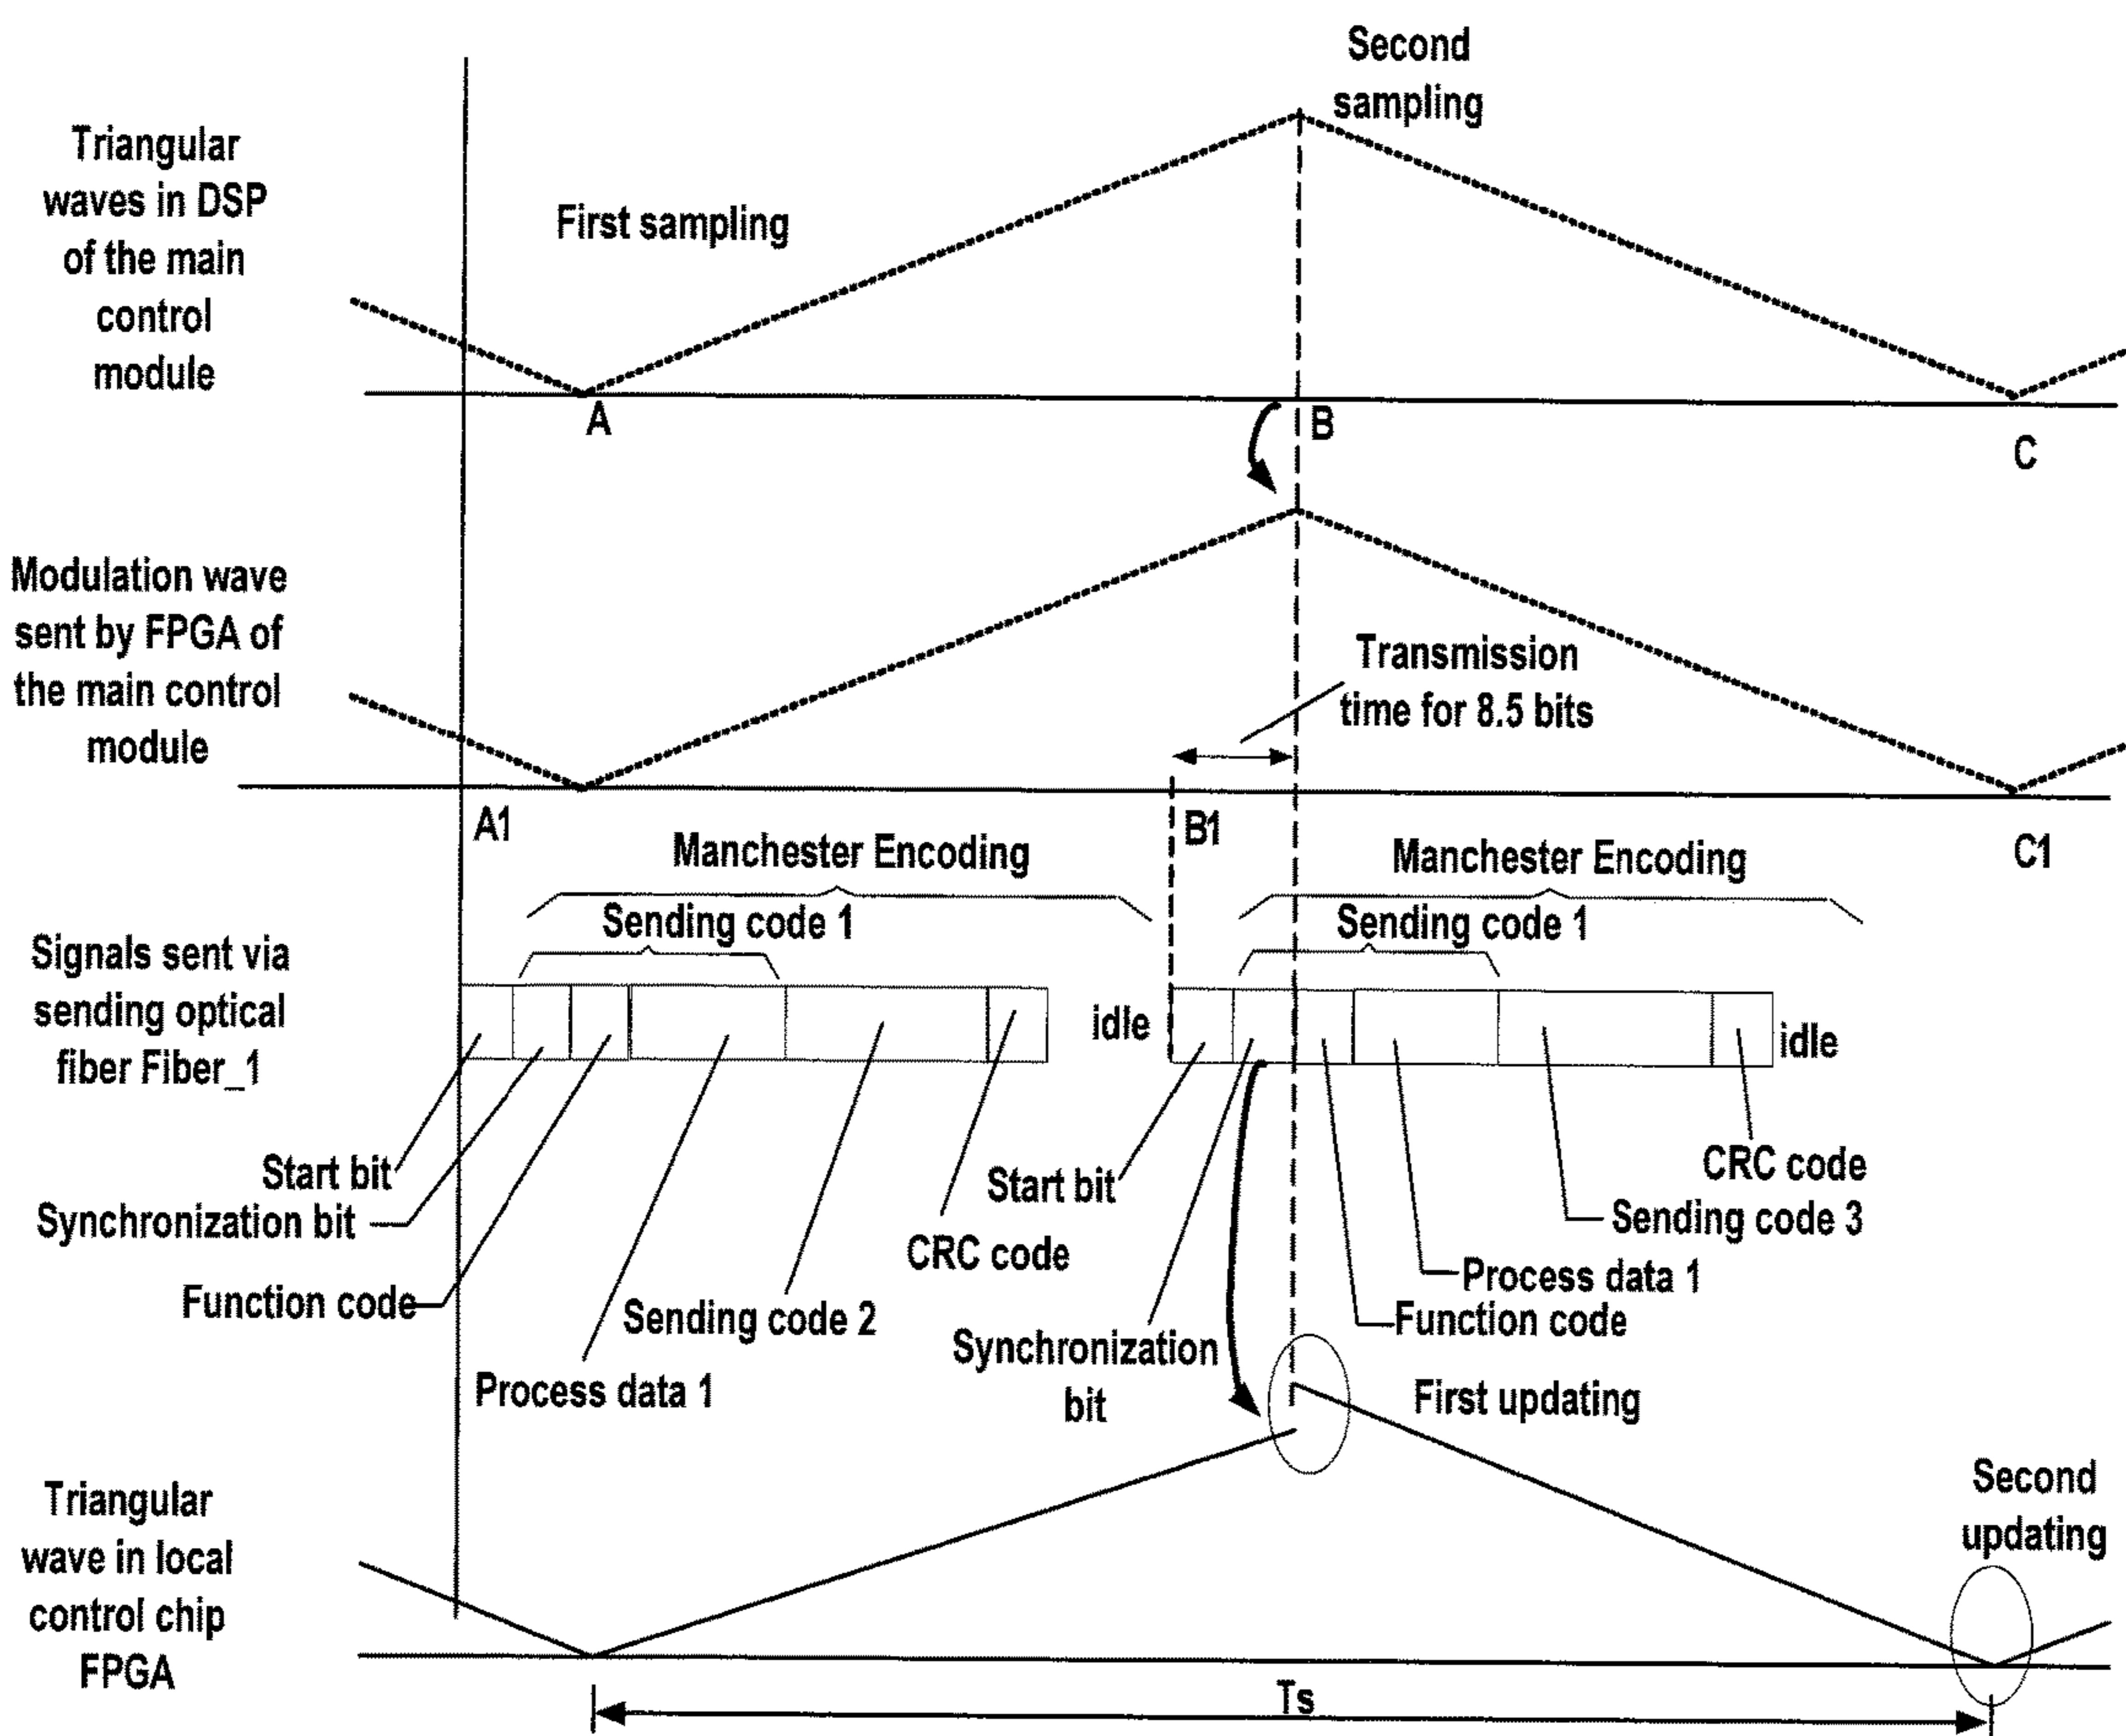 Second
sampling
Triangular
waves in DSP
of the main
control
module
First sampling
A
B
C
Modulation wave
sent by FPGA of
the main control
module
Transmission
time for 8.5 bits
A1
B1
C1
Manchester Encoding
Manchester Encoding
Sending code 1
Sending code 1
Signals sent via
sending optical
fiber Fiber_1
idle
idle
Start bit
Synchronization bit
Function code
Process data 1
Sending code 2
CRC code
Start bit
Synchronization
bit
CRC code
Sending code 3
Process data 1
Function code
First updating
Second
updating
Triangular
wave in local
control chip
FPGA
Ts